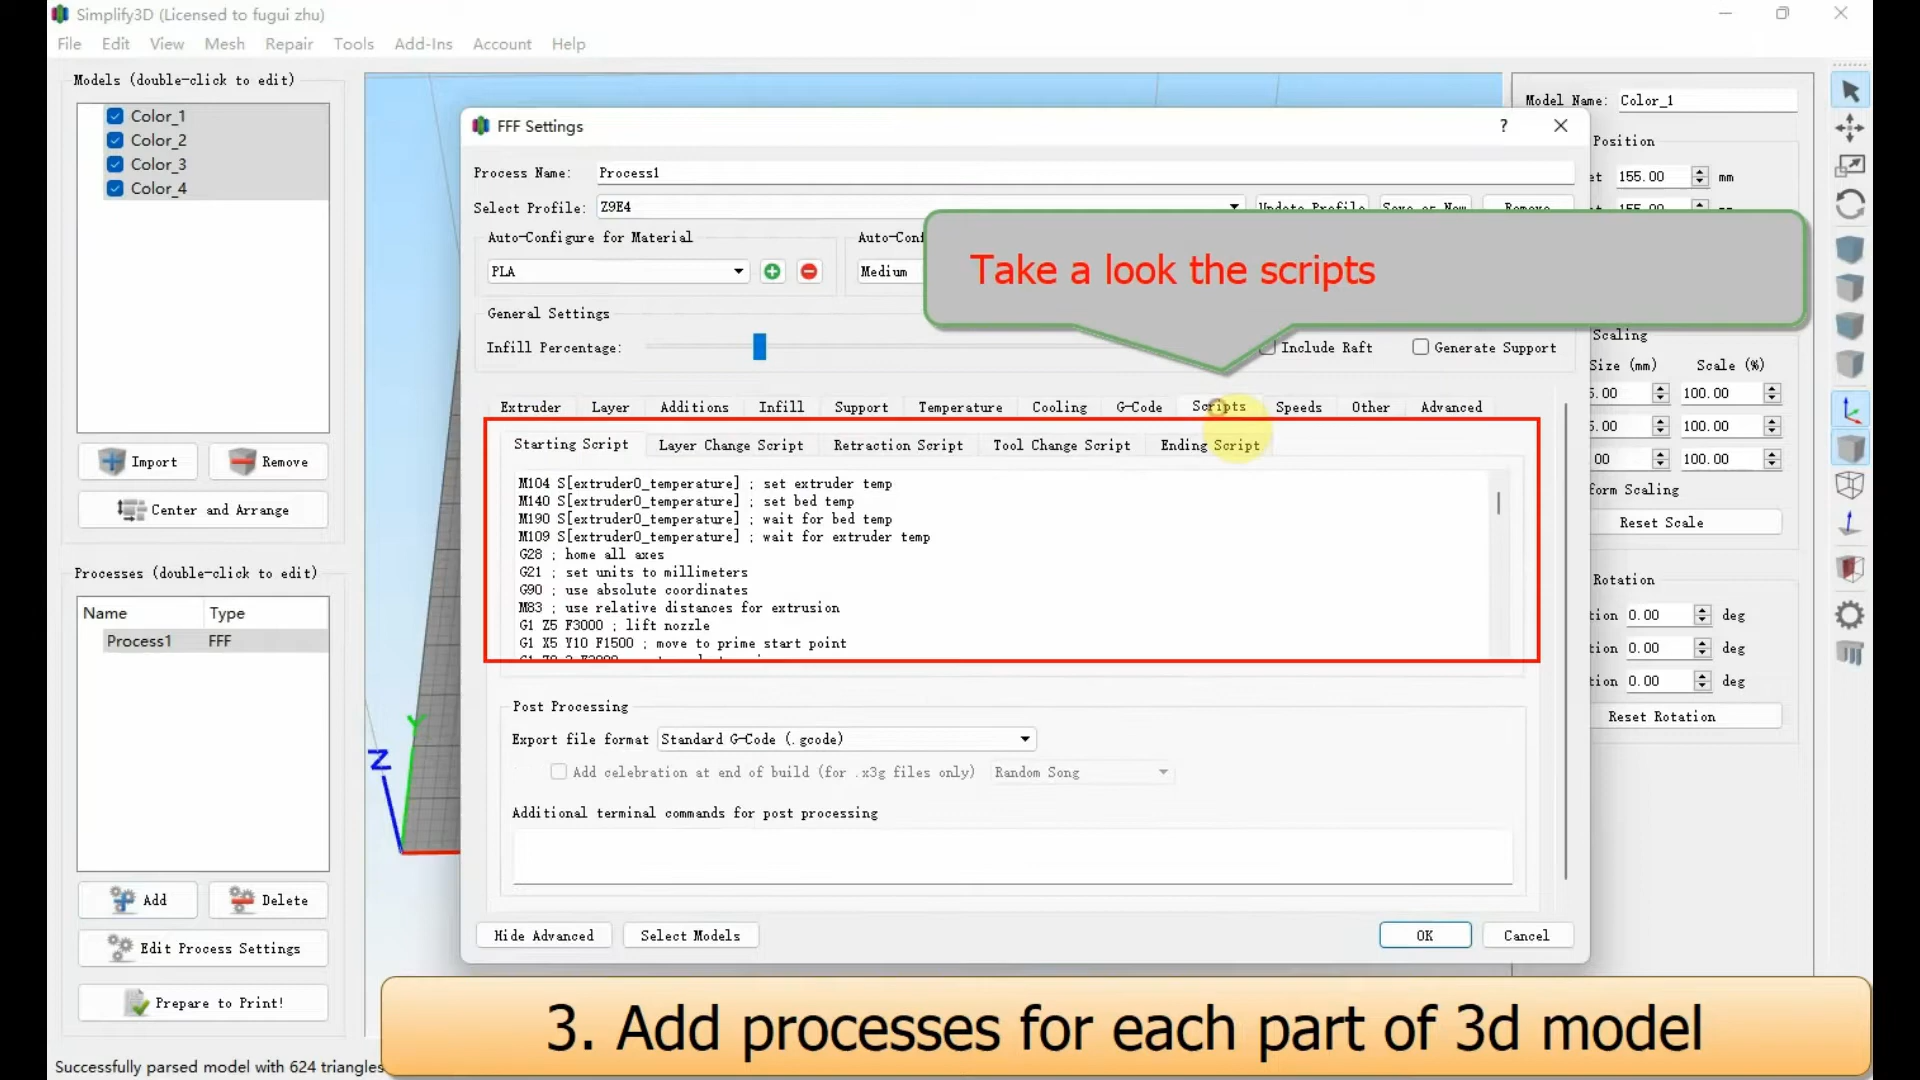 Simplify3D (Licensed to fugui zhu)
File Edit View Mesh Repair Tools Add-Ins Account Help
Models (double-click to edit)
Color_1
Color_2
Color_3
Color_4
Import Remove
Center and Arrange
Processes (double-click to edit)
Name Type
Process1 FFF
Add Delete
Edit Process Settings
Prepare to Print!
Successfully parsed model with 624 triangles
FFF Settings ?
Process Name: Process1
Select Profile: Z9E4 Update Profile Save as New Remove
Auto-Configure for Material
PLA
Medium
Take a look the scripts
General Settings
Infill Percentage: Include Raft Generate Support
Extruder Layer Additions Infill Support Temperature Cooling G-Code Scripts Speeds Other Advanced
Starting Script Layer Change Script Retraction Script Tool Change Script Ending Script
M104 S[extruder0_temperature] ; set extruder temp
M140 S[extruder0_temperature] ; set bed temp
M190 S[extruder0_temperature] ; wait for bed temp
M109 S[extruder0_temperature] ; wait for extruder temp
G28 ; home all axes
G21 ; set units to millimeters
G90 ; use absolute coordinates
M83 ; use relative distances for extrusion
G1 Z5 F3000 ; lift nozzle
G1 X5 Y10 F1500 ; move to prime start point
Post Processing
Export file format Standard G-Code (.gcode)
Add celebration at end of build (for .x3g files only) Random Song
Additional terminal commands for post processing
Hide Advanced Select Models OK Cancel
Model Name: Color_1
Position
155.00 mm
155.00
Scaling
Size (mm) Scale (%)
100.00
100.00
100.00
Scaling
Reset Scale
Rotation
0.00 deg
0.00 deg
0.00 deg
Reset Rotation
Z
Y
3. Add processes for each part of 3d model